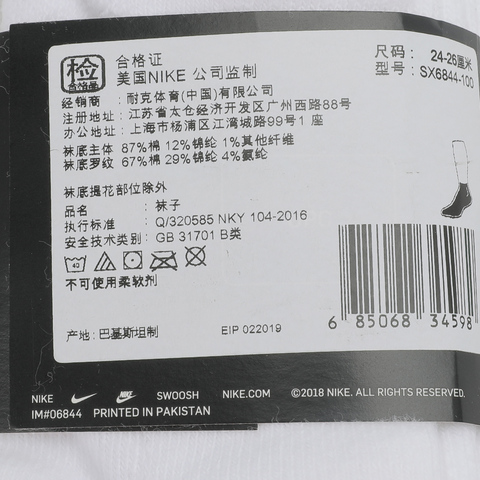 检
合格品
合格证
美国NIKE 公司监制
尺码: 24-26厘米
型号: SX6844-100
经销商 : 耐克体育(中国)有限公司
注册地址 : 江苏省太仓经济开发区广州西路88号
办公地址 : 上海市杨浦区江湾城路99号1 座
袜底主体 87%棉 12%锦纶 1%其他纤维
袜底罗纹 67%棉 29%锦纶 4%氨纶
袜底提花部位除外
品名 : 袜子
执行标准 : Q/320585 NKY 104-2016
安全技术类别: GB 31701 B类
40
不可使用柔软剂
产地: 巴基斯坦制
EIP 022019
6 85068 34598
NIKE NIKE SWOOSH NIKE.COM ©2018 NIKE. ALL RIGHTS RESERVED.
IM#06844 PRINTED IN PAKISTAN